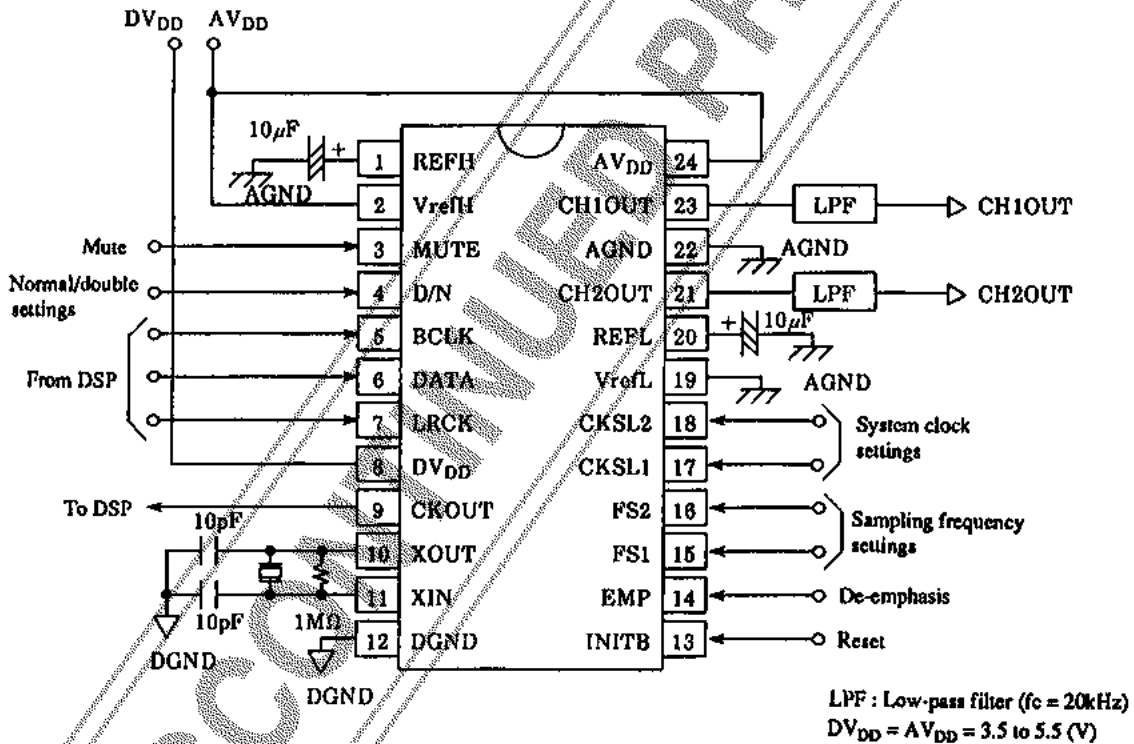 DVDD AVDD
10μF
+
AGND
1 REFH
2 VrefH
Mute 3 MUTE
Normal/double
settings
4 D/N
5 BCLK
From DSP 6 DATA
7 LRCK
8 DVDD
To DSP 9 CKOUT
10pF
10 XOUT
11 XIN
10pF 1MΩ
DGND
12 DGND
DGND
AVDD 24
CH1OUT 23 LPF CH1OUT
AGND 22 AGND
CH2OUT 21 LPF CH2OUT
REFL 20 + 10μF
AGND
VrefL 19
CKSL2 18
System clock
settings
CKSL1 17
FS2 16
Sampling frequency
settings
FS1 15
EMP 14 De-emphasis
INITB 13 Reset
LPF : Low-pass filter (fc = 20kHz)
DVDD = AVDD = 3.5 to 5.5 (V)